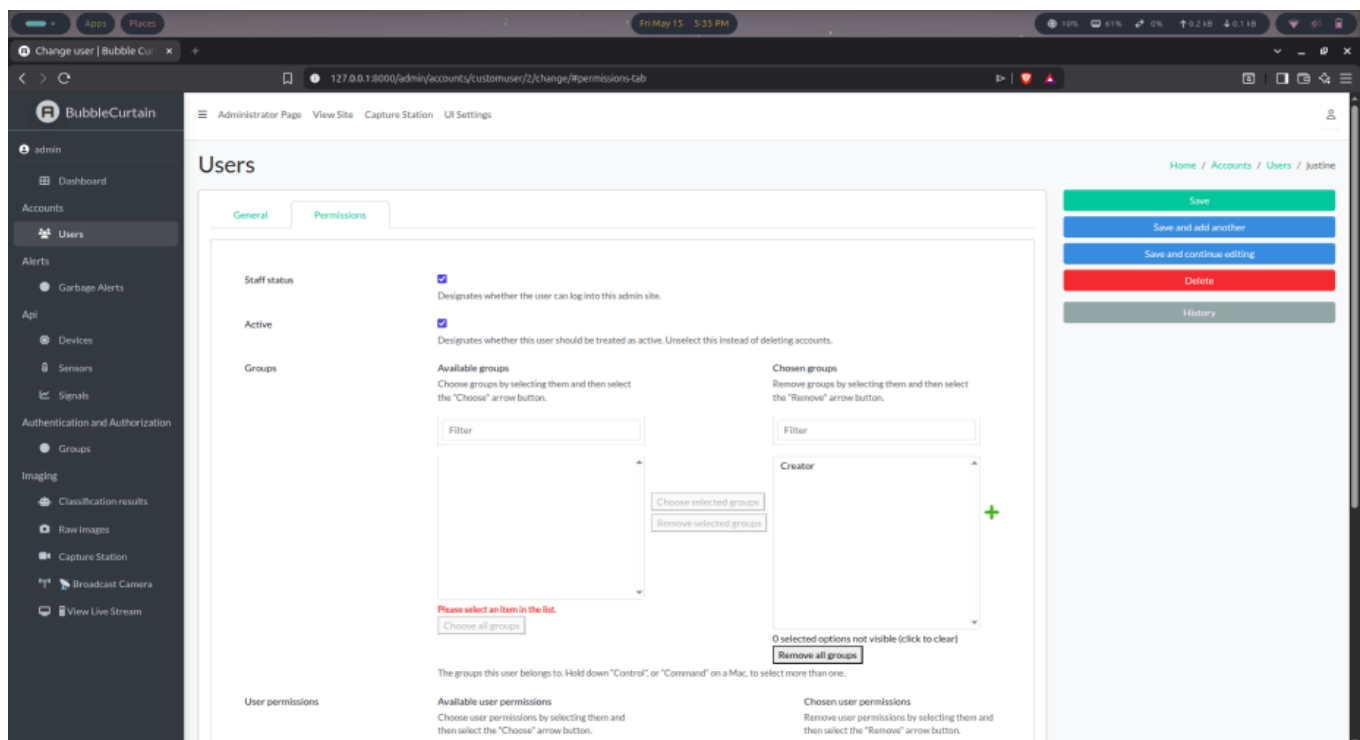 Apps Places
Fri May 15 5:35 PM
10% 61% 0% 0.2 kB 0.1 kB
Change user | Bubble Cur
127.0.0.1:8000/admin/accounts/customuser/2/change/#permissions-tab
BubbleCurtain
Administrator Page View Site Capture Station UI Settings
admin
Dashboard
Accounts
Users
Alerts
Garbage Alerts
Api
Devices
Sensors
Signals
Authentication and Authorization
Groups
Imaging
Classification results
Raw images
Capture Station
Broadcast Camera
View Live Stream
Users
Home / Accounts / Users / justine
General Permissions
Staff status
Designates whether the user can log into this admin site.
Active
Designates whether this user should be treated as active. Unselect this instead of deleting accounts.
Groups
Available groups
Choose groups by selecting them and then select
the "Choose" arrow button.
Filter
Choose selected groups
Remove selected groups
Please select an item in the list.
Choose all groups
Chosen groups
Remove groups by selecting them and then select
the "Remove" arrow button.
Filter
Creator
0 selected options not visible (click to clear)
Remove all groups
The groups this user belongs to. Hold down "Control", or "Command" on a Mac, to select more than one.
User permissions
Available user permissions
Choose user permissions by selecting them and
then select the "Choose" arrow button.
Chosen user permissions
Remove user permissions by selecting them and
then select the "Remove" arrow button.
Save
Save and add another
Save and continue editing
Delete
History